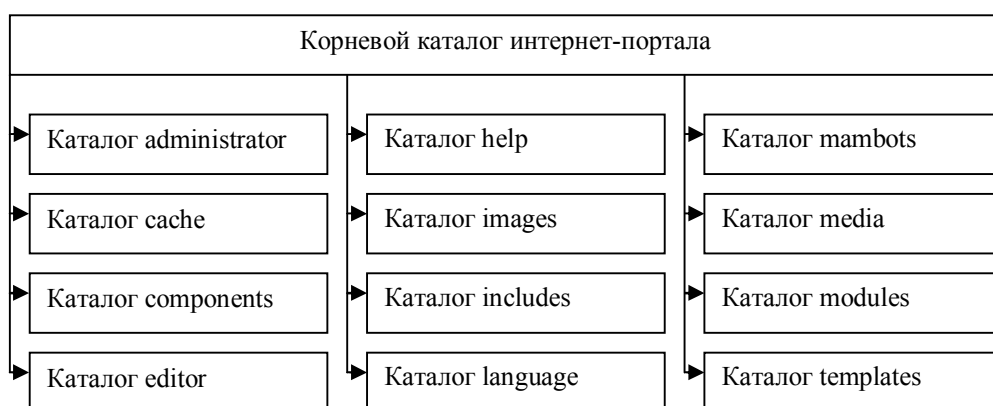 Корневой каталог интернет-портала
Каталог administrator
Каталог cache
Каталог components
Каталог editor
Каталог help
Каталог images
Каталог includes
Каталог language
Каталог mambots
Каталог media
Каталог modules
Каталог templates